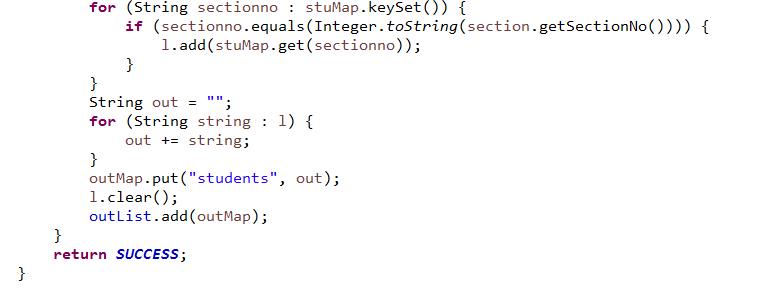 for (String sectionno : stuMap.keySet()) {
if (sectionno.equals(Integer.toString(section.getSectionNo()))) {
l.add(stuMap.get(sectionno));
}
}
String out = "";
for (String string : l) {
out += string;
}
outMap.put("students", out);
l.clear();
outList.add(outMap);
}
return SUCCESS;
}